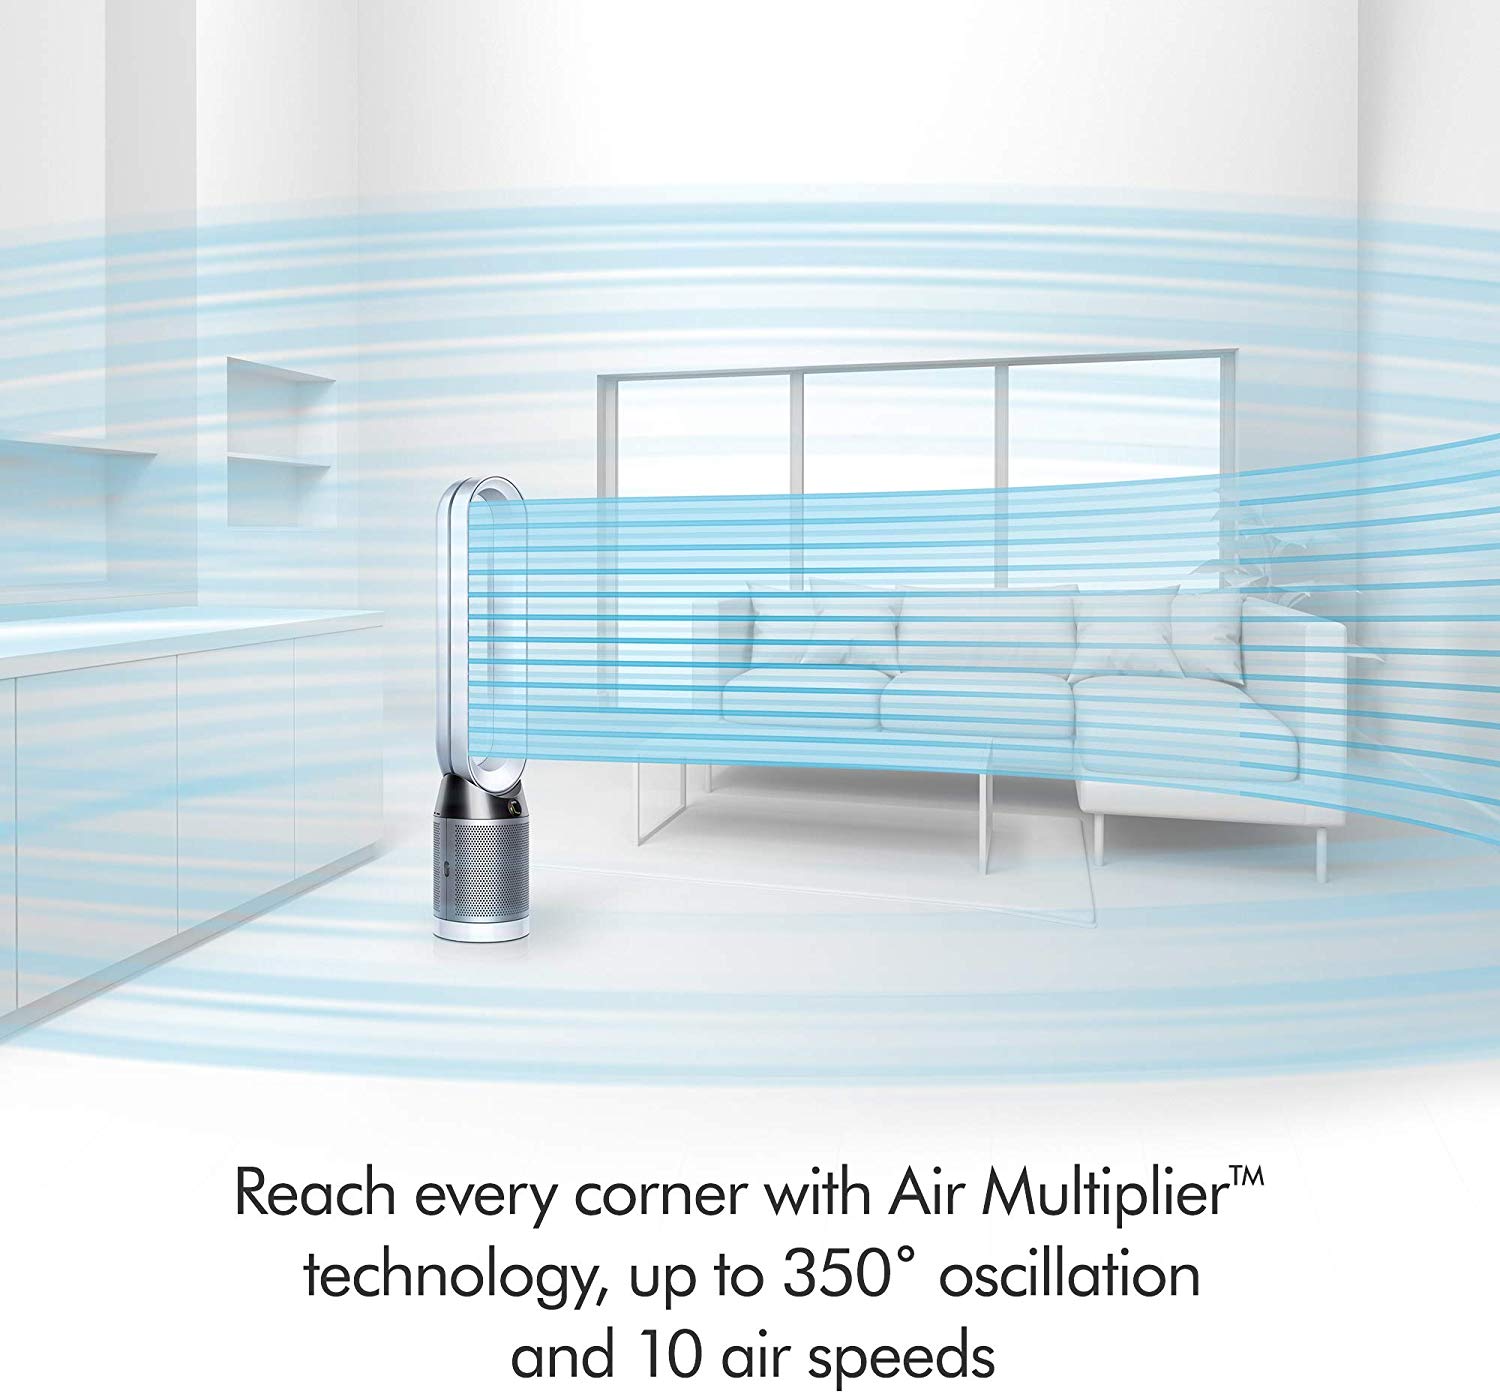 Reach every corner with Air Multiplier™
technology, up to 350° oscillation
and 10 air speeds